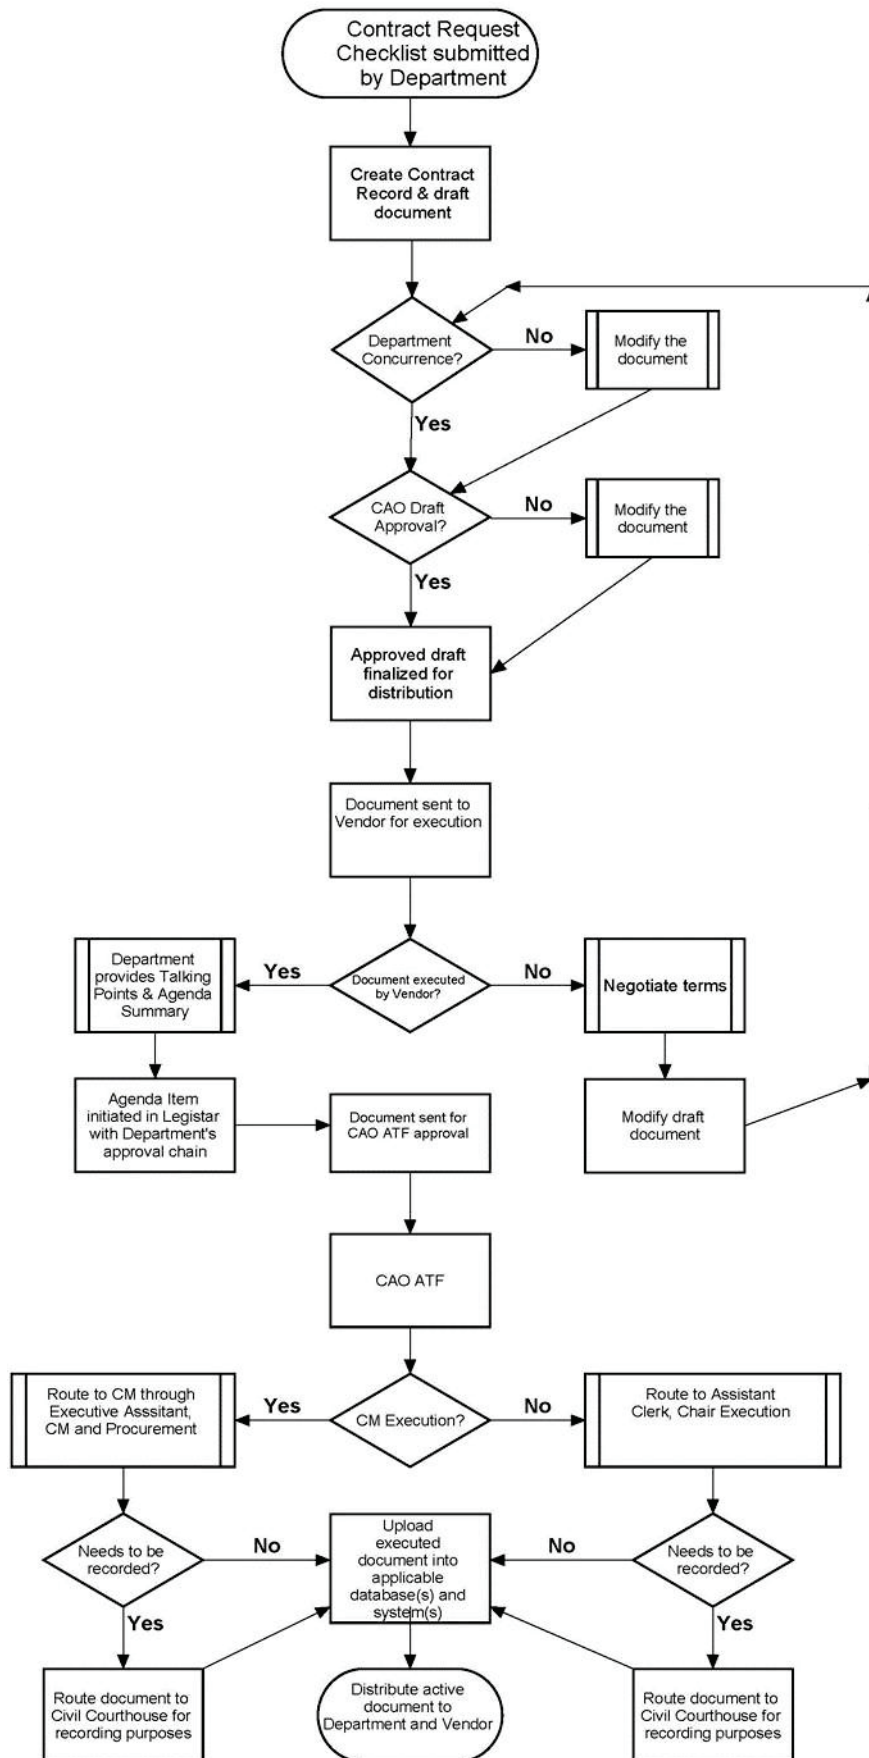 Contract Request
Checklist submitted
by Department
Create Contract
Record & draft
document
Department
Concurrence?
No
Modify the
document
Yes
CAO Draft
Approval?
No
Modify the
document
Yes
Approved draft
finalized for
distribution
Document sent to
Vendor for execution
Department
provides Talking
Points & Agenda
Summary
Yes
Document executed
by Vendor?
No
Negotiate terms
Agenda Item
initiated in Legistar
with Department's
approval chain
Document sent for
CAO ATF approval
Modify draft
document
CAO ATF
Route to CM through
Executive Asssitant,
CM and Procurement
Yes
CM Execution?
No
Route to Assistant
Clerk, Chair Execution
Needs to be
recorded?
No
Upload
executed
document into
applicable
database(s) and
system(s)
No
Needs to be
recorded?
Yes
Yes
Route document to
Civil Courthouse for
recording purposes
Distribute active
document to
Department and Vendor
Route document to
Civil Courthouse for
recording purposes